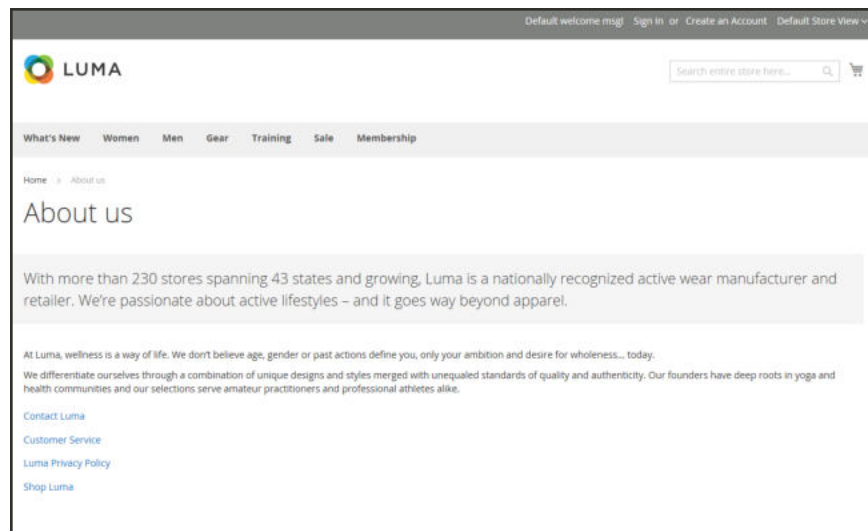 Default welcome msg! Sign In or Create an Account Default Store View
LUMA
Search entire store here...
What's New Women Men Gear Training Sale Membership
Home > About us
About us
With more than 230 stores spanning 43 states and growing, Luma is a nationally recognized active wear manufacturer and
retailer. We're passionate about active lifestyles – and it goes way beyond apparel.
At Luma, wellness is a way of life. We don't believe age, gender or past actions define you, only your ambition and desire for wholeness... today.
We differentiate ourselves through a combination of unique designs and styles merged with unequaled standards of quality and authenticity. Our founders have deep roots in yoga and
health communities and our selections serve amateur practitioners and professional athletes alike.
Contact Luma
Customer Service
Luma Privacy Policy
Shop Luma